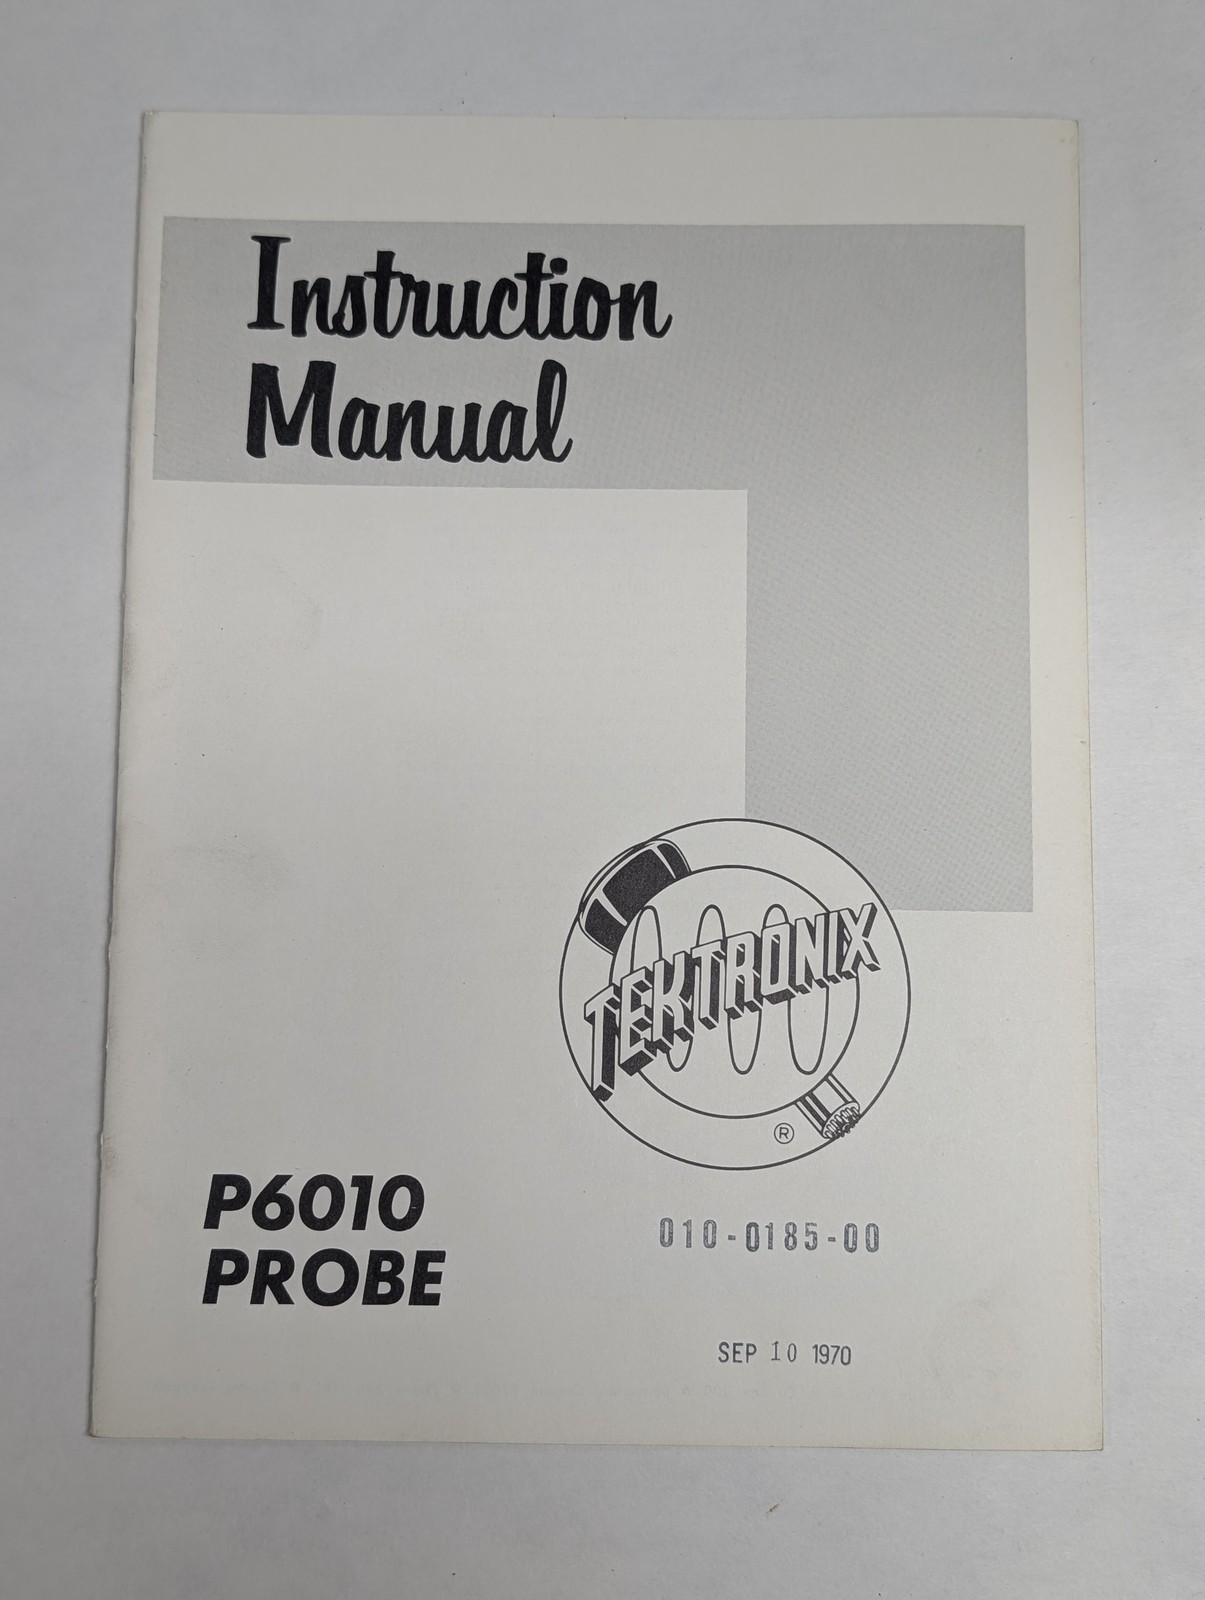 Instruction
Manual
TEKTRONIX
®
P6010
PROBE
010-0185-00
SEP 10 1970